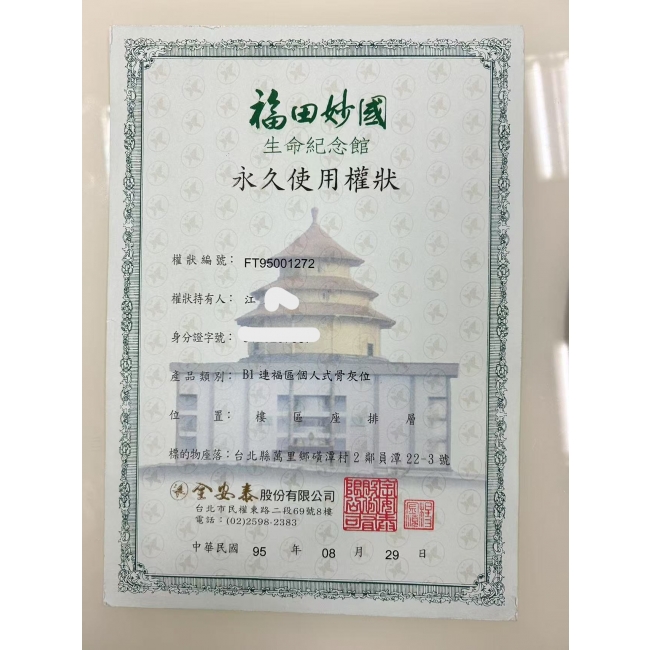 福田妙國
生命紀念館
永久使用權狀
權狀編號： FT95001272
權狀持有人： 江
身分證字號：
產品類別： B1 連福區個人式骨灰位
位置： 樓 區 座 排 層
標的物座落：台北縣萬里鄉磺潭村2鄰員潭22-3號
全安泰股份有限公司
台北市民權東路二段69號8樓
電話：(02)2598-2383
中華民國 95 年 08 月 29 日